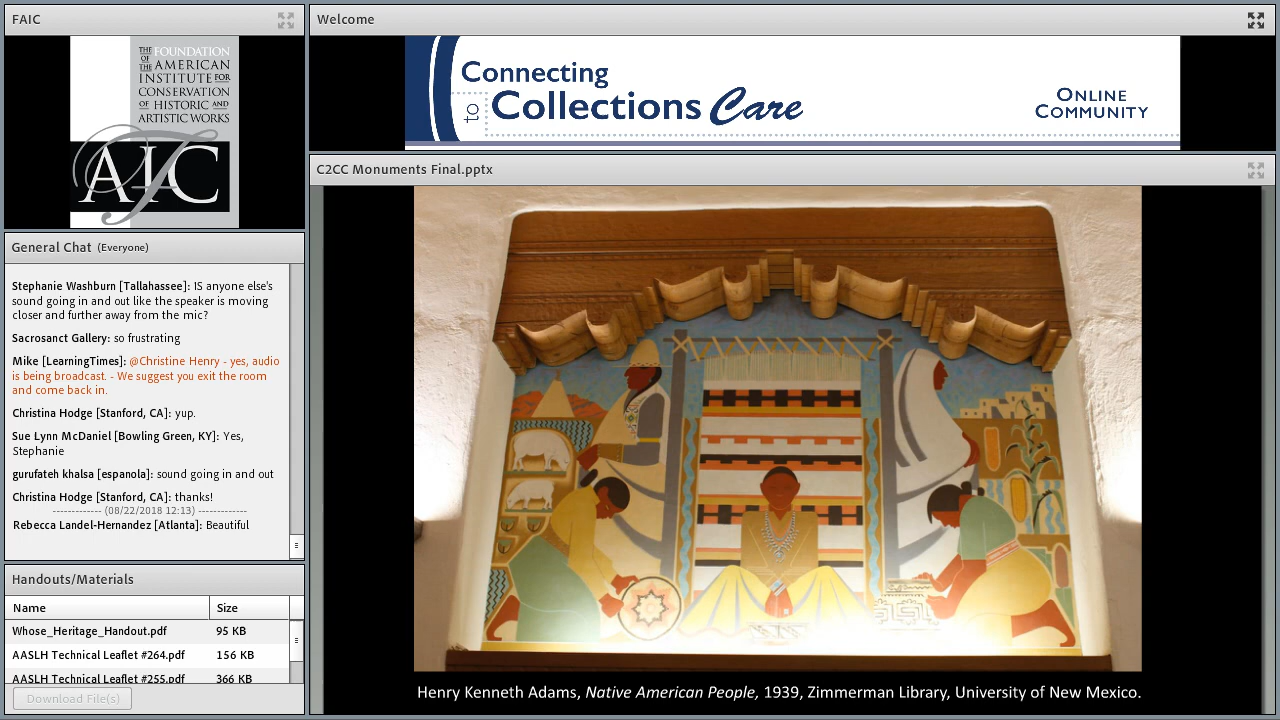 FAIC
THE FOUNDATION
OF THE AMERICAN
INSTITUTE FOR
CONSERVATION
OF HISTORIC AND
ARTISTIC WORKS
AIC
General Chat (Everyone)
Stephanie Washburn [Tallahassee]: IS anyone else's
sound going in and out like the speaker is moving
closer and further away from the mic?
Sacrosanct Gallery: so frustrating
Mike [LearningTimes]: @Christine Henry - yes, audio
is being broadcast. - We suggest you exit the room
and come back in.
Christina Hodge [Stanford, CA]: yup.
Sue Lynn McDaniel [Bowling Green, KY]: Yes,
Stephanie
gurufateh khalsa [espanola]: sound going in and out
Christina Hodge [Stanford, CA]: thanks!
------------- (08/22/2018 12:13) -------------
Rebecca Landel-Hernandez [Atlanta]: Beautiful
Handouts/Materials
Name Size
Whose_Heritage_Handout.pdf 95 KB
AASLH Technical Leaflet #264.pdf 156 KB
AASLH Technical Leaflet #255.pdf 366 KB
Download File(s)
Welcome
Connecting
to Collections Care
ONLINE
COMMUNITY
C2CC Monuments Final.pptx
Henry Kenneth Adams, Native American People, 1939, Zimmerman Library, University of New Mexico.